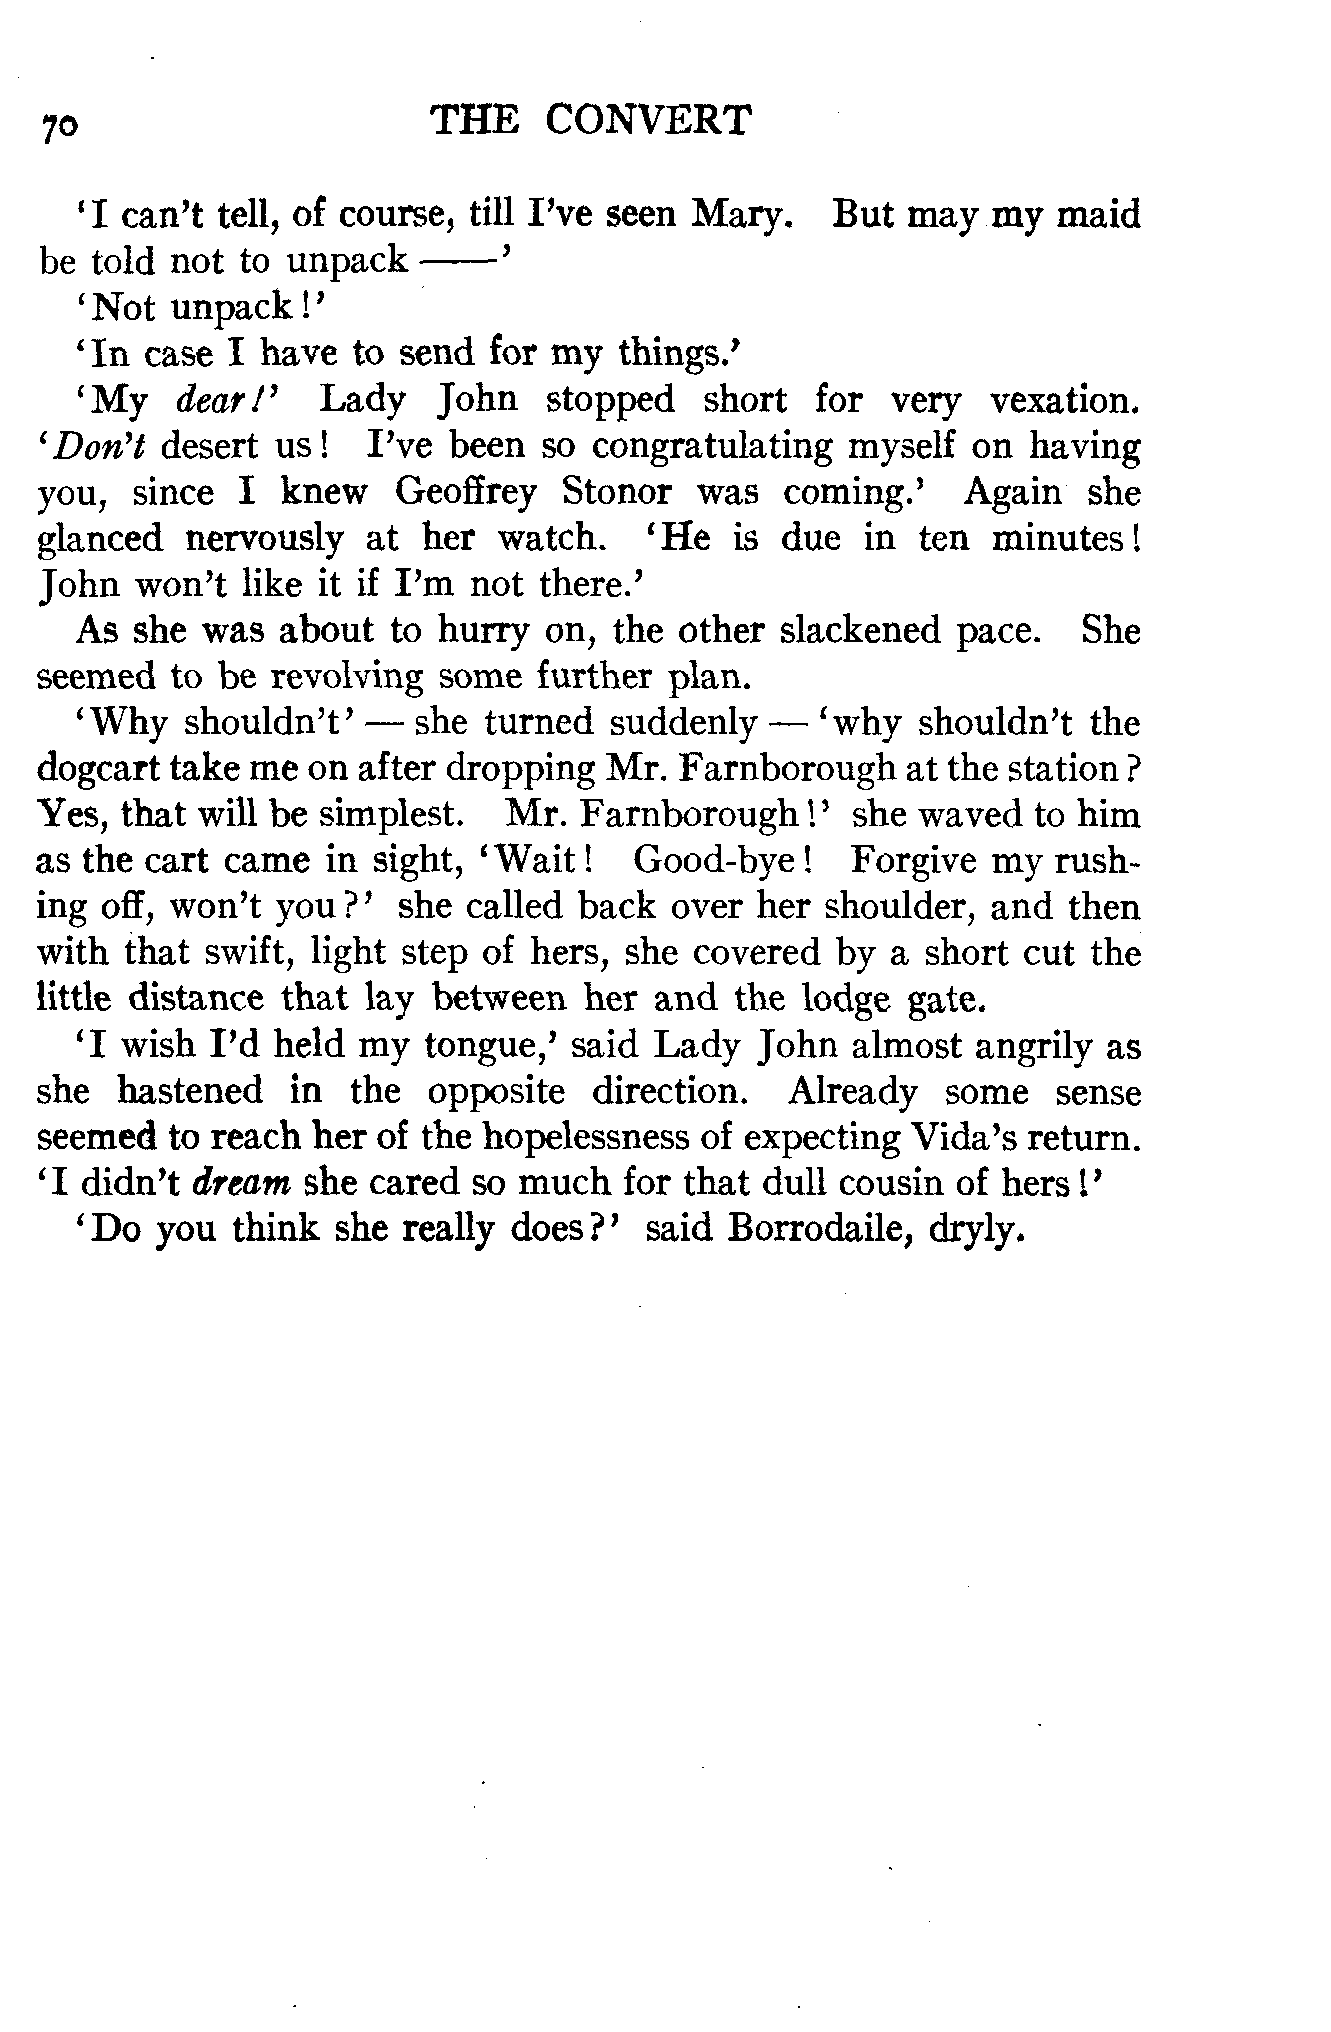 70 THE CONVERT
'I can't tell, of course, till I've seen Mary. But may my maid
be told not to unpack ——'
'Not unpack!'
'In case I have to send for my things.'
'My dear!' Lady John stopped short for very vexation.
'Don't desert us! I've been so congratulating myself on having
you, since I knew Geoffrey Stonor was coming.' Again she
glanced nervously at her watch. 'He is due in ten minutes!
John won't like it if I'm not there.'
As she was about to hurry on, the other slackened pace. She
seemed to be revolving some further plan.
'Why shouldn't' — she turned suddenly — 'why shouldn't the
dogcart take me on after dropping Mr. Farnborough at the station?
Yes, that will be simplest. Mr. Farnborough!' she waved to him
as the cart came in sight, 'Wait! Good-bye! Forgive my rush-
ing off, won't you?' she called back over her shoulder, and then
with that swift, light step of hers, she covered by a short cut the
little distance that lay between her and the lodge gate.
'I wish I'd held my tongue,' said Lady John almost angrily as
she hastened in the opposite direction. Already some sense
seemed to reach her of the hopelessness of expecting Vida's return.
'I didn't dream she cared so much for that dull cousin of hers!'
'Do you think she really does?' said Borrodaile, dryly.